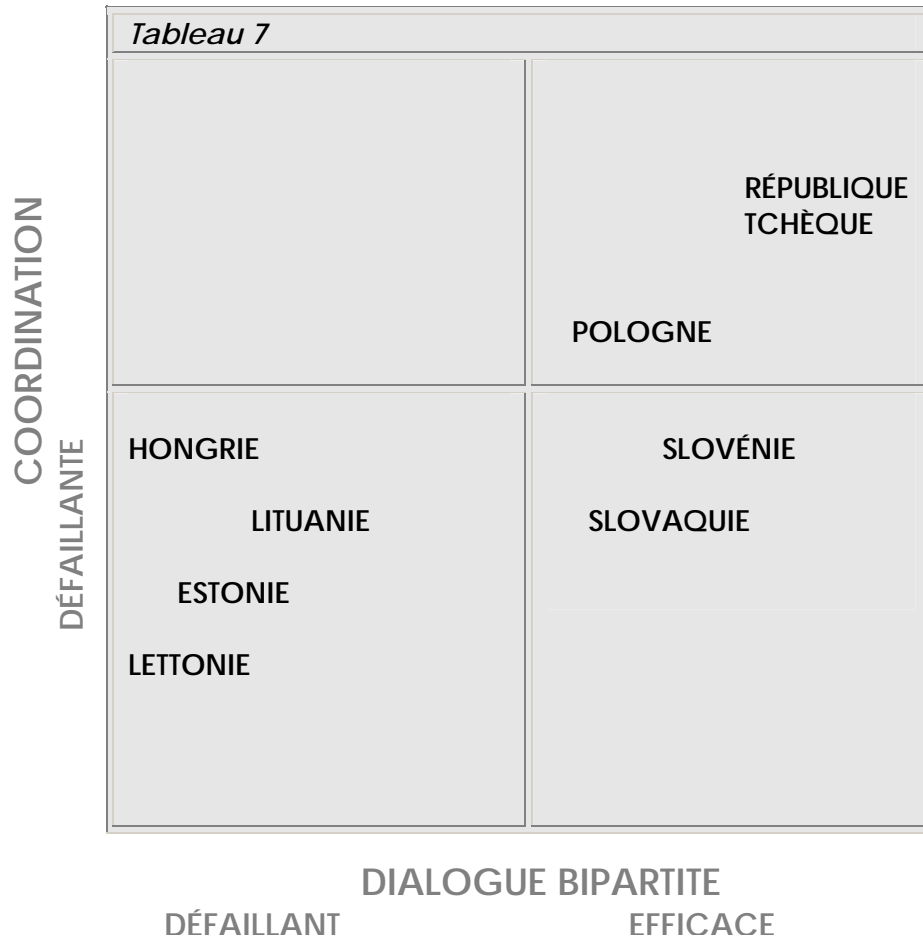 Tableau 7
RÉPUBLIQUE
TCHÈQUE
POLOGNE
COORDINATION
DÉFAILLANTE
HONGRIE SLOVÉNIE
LITUANIE SLOVAQUIE
ESTONIE
LETTONIE
DIALOGUE BIPARTITE
DÉFAILLANT EFFICACE